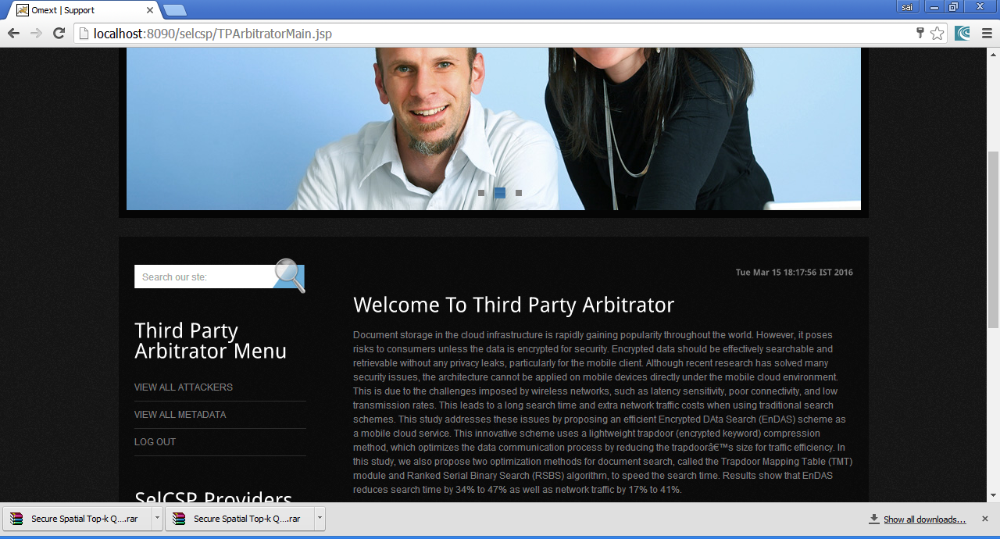 Omext | Support
sai
localhost:8090/selcsp/TPArbitratorMain.jsp
Search our ste:
Tue Mar 15 18:17:56 IST 2016
Third Party
Arbitrator Menu
VIEW ALL ATTACKERS
VIEW ALL METADATA
LOG OUT
SelCSP Providers
Welcome To Third Party Arbitrator
Document storage in the cloud infrastructure is rapidly gaining popularity throughout the world. However, it poses
risks to consumers unless the data is encrypted for security. Encrypted data should be effectively searchable and
retrievable without any privacy leaks, particularly for the mobile client. Although recent research has solved many
security issues, the architecture cannot be applied on mobile devices directly under the mobile cloud environment.
This is due to the challenges imposed by wireless networks, such as latency sensitivity, poor connectivity, and low
transmission rates. This leads to a long search time and extra network traffic costs when using traditional search
schemes. This study addresses these issues by proposing an efficient Encrypted DAta Search (EnDAS) scheme as
a mobile cloud service. This innovative scheme uses a lightweight trapdoor (encrypted keyword) compression
method, which optimizes the data communication process by reducing the trapdoorâ€™s size for traffic efficiency. In
this study, we also propose two optimization methods for document search, called the Trapdoor Mapping Table (TMT)
module and Ranked Serial Binary Search (RSBS) algorithm, to speed the search time. Results show that EnDAS
reduces search time by 34% to 47% as well as network traffic by 17% to 41%.
Secure Spatial Top-k Q....rar
Secure Spatial Top-k Q....rar
Show all downloads...